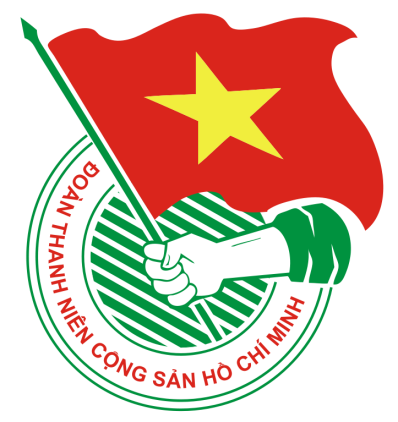 ĐOÀN THANH NIÊN CỘNG SẢN HỒ CHÍ MINH